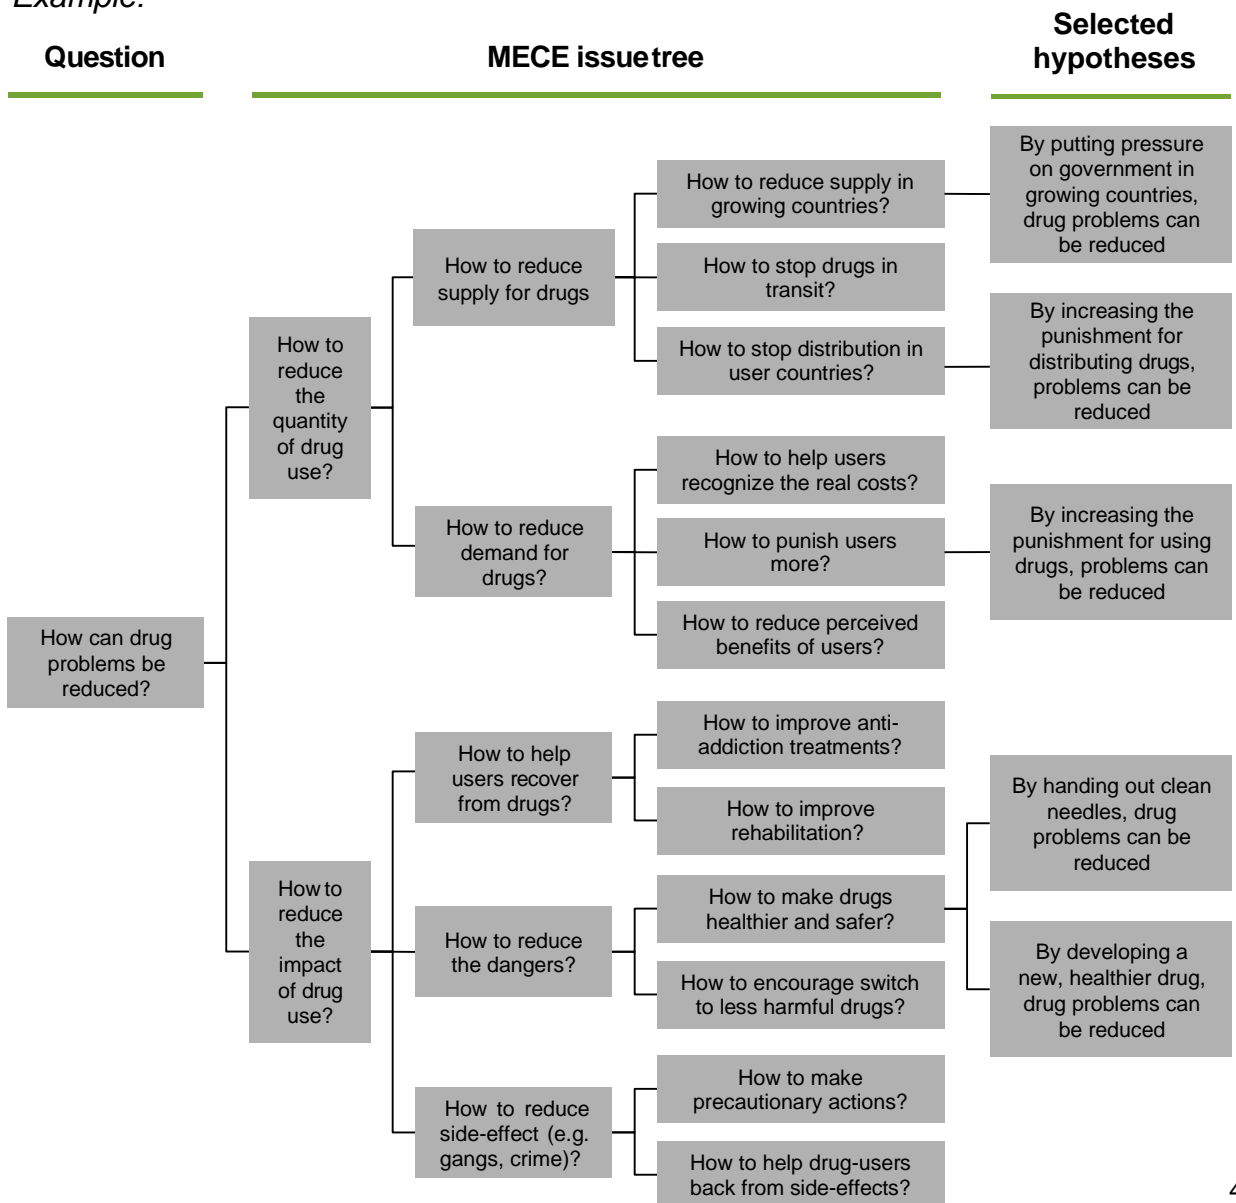 Example:
Question
MECE issue tree
Selected
hypotheses
How can drug
problems be
reduced?
How to
reduce
the
quantity
of drug
use?
How to reduce
supply for drugs
How to reduce supply in
growing countries?
By putting pressure
on government in
growing countries,
drug problems can
be reduced
How to stop drugs in
transit?
How to stop distribution in
user countries?
By increasing the
punishment for
distributing drugs,
problems can be
reduced
How to reduce
demand for
drugs?
How to help users
recognize the real costs?
How to punish users
more?
By increasing the
punishment for using
drugs, problems can
be reduced
How to reduce perceived
benefits of users?
How to
reduce
the
impact
of drug
use?
How to help
users recover
from drugs?
How to improve anti-
addiction treatments?
How to improve
rehabilitation?
How to reduce
the dangers?
How to make drugs
healthier and safer?
By handing out clean
needles, drug
problems can be
reduced
By developing a
new, healthier drug,
drug problems can
be reduced
How to encourage switch
to less harmful drugs?
How to reduce
side-effect (e.g.
gangs, crime)?
How to make
precautionary actions?
How to help drug-users
back from side-effects?